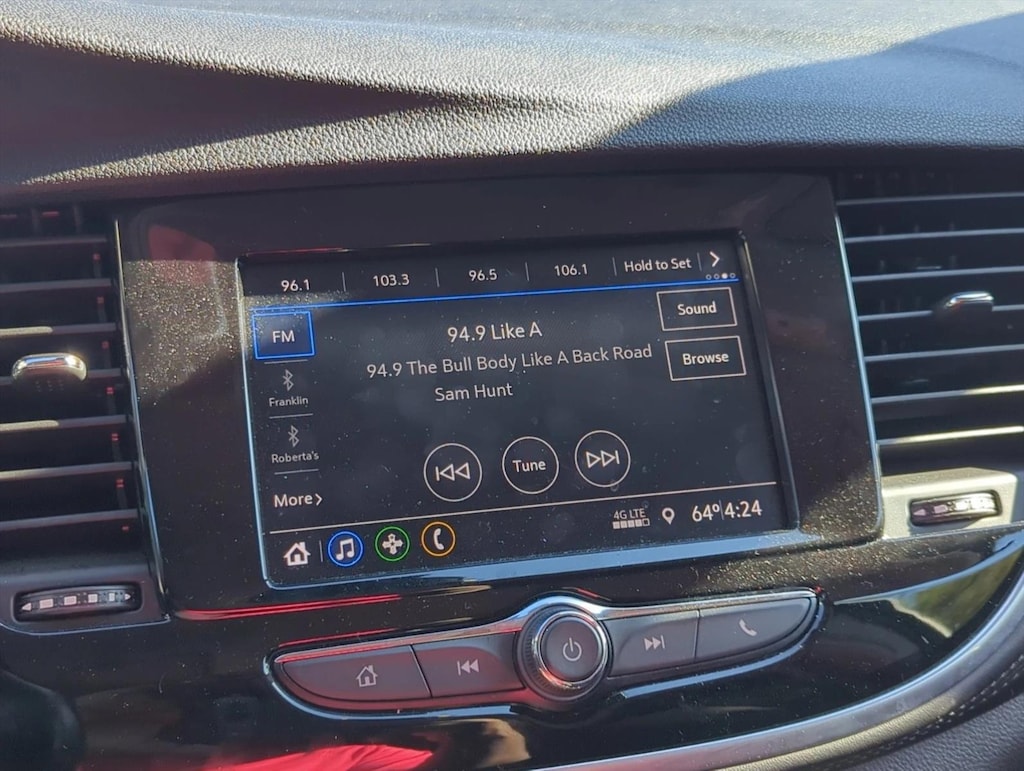 96.1 103.3 96.5 106.1 Hold to Set
FM
94.9 Like A
Sound
94.9 The Bull Body Like A Back Road
Browse
Franklin
Sam Hunt
Roberta's
Tune
More
4G LTE
64° 4:24